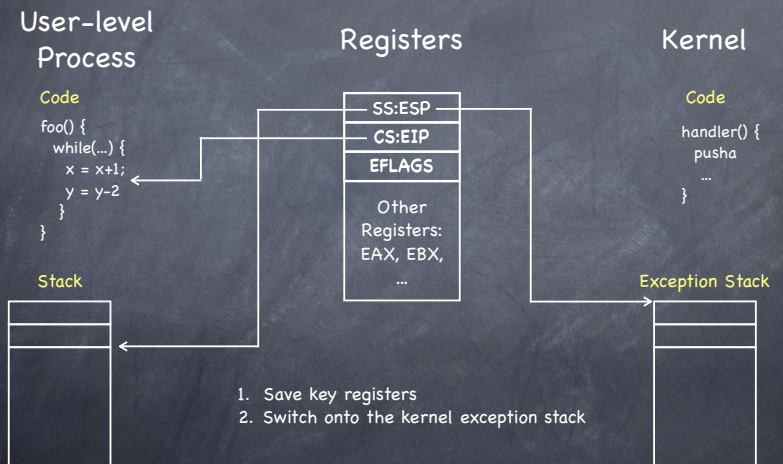 User-level
Process
Registers
Kernel
Code
foo() {
while(...) {
x = x+1;
y = y-2
}
}
Stack
SS:ESP
CS:EIP
EFLAGS
Other
Registers:
EAX, EBX,
...
Code
handler() {
pusha
...
}
Exception Stack
1. Save key registers
2. Switch onto the kernel exception stack